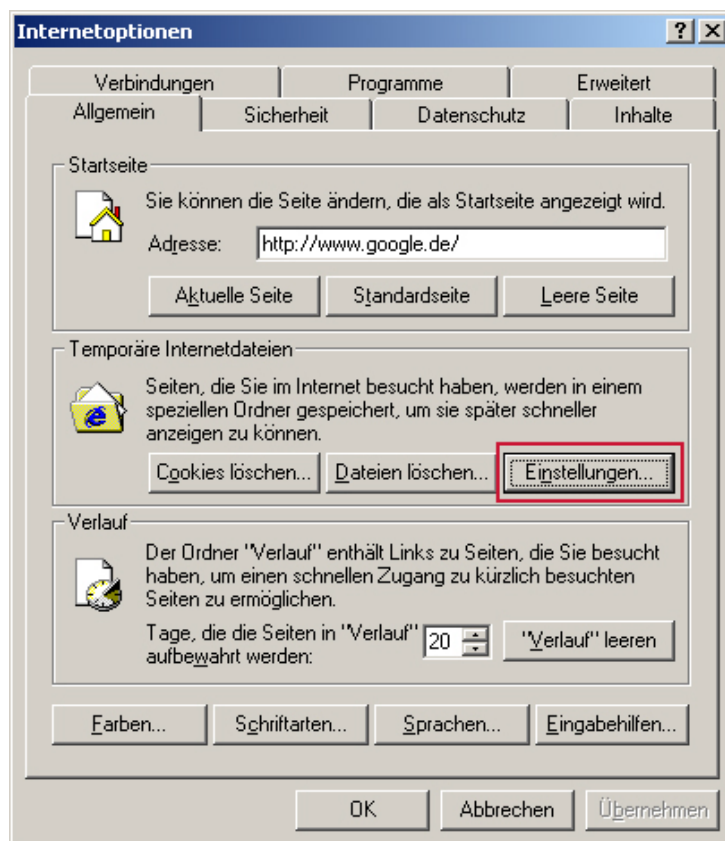 Internetoptionen
Verbindungen Programme Erweitert
Allgemein Sicherheit Datenschutz Inhalte
Startseite
Sie können die Seite ändern, die als Startseite angezeigt wird.
Adresse: http://www.google.de/
Aktuelle Seite Standardseite Leere Seite
Temporäre Internetdateien
Seiten, die Sie im Internet besucht haben, werden in einem
speziellen Ordner gespeichert, um sie später schneller
anzeigen zu können.
Cookies löschen... Dateien löschen... Einstellungen...
Verlauf
Der Ordner "Verlauf" enthält Links zu Seiten, die Sie besucht
haben, um einen schnellen Zugang zu kürzlich besuchten
Seiten zu ermöglichen.
Tage, die die Seiten in "Verlauf" 20 "Verlauf" leeren
aufbewahrt werden:
Farben... Schriftarten... Sprachen... Eingabehilfen...
OK Abbrechen Übernehmen